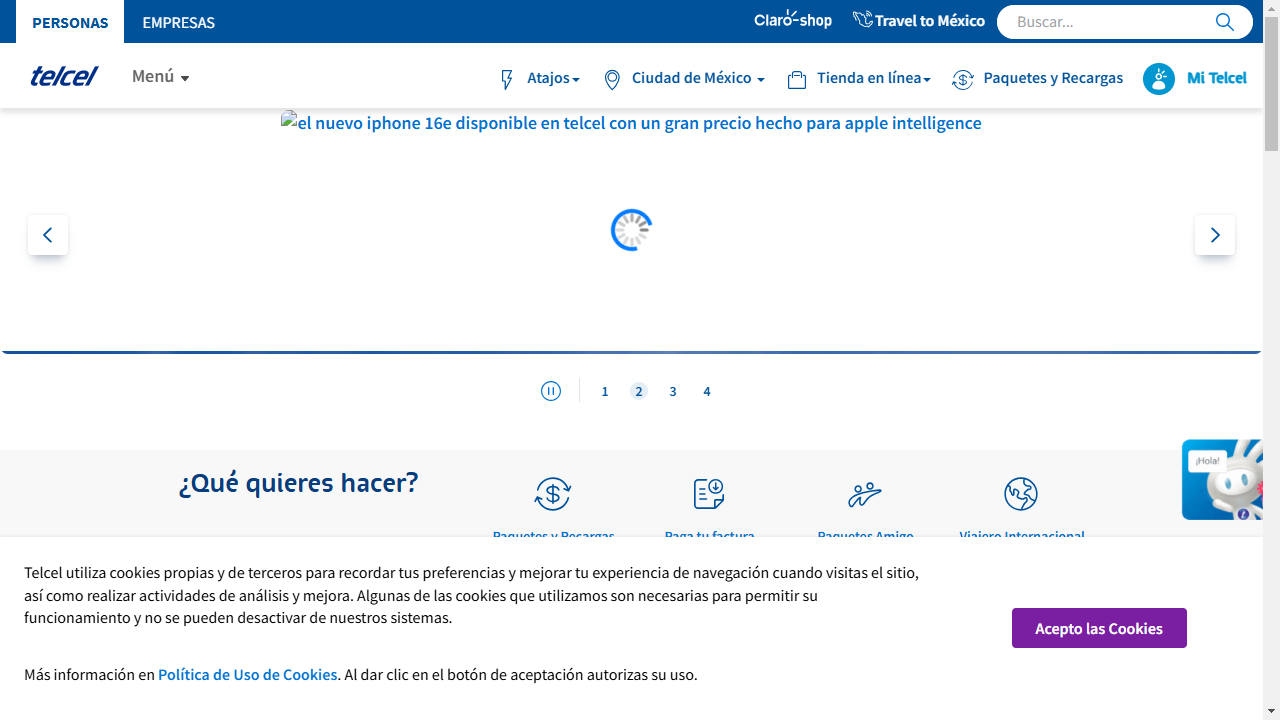 PERSONAS EMPRESAS Claro-shop Travel to México Buscar...
telcel Menú Atajos Ciudad de México Tienda en línea Paquetes y Recargas Mi Telcel
el nuevo iphone 16e disponible en telcel con un gran precio hecho para apple intelligence
1 2 3 4
¿Qué quieres hacer?
¡Hola!
Paquetes y Recargas Paga tu factura Paquetes Amigo Viajero Internacional
Telcel utiliza cookies propias y de terceros para recordar tus preferencias y mejorar tu experiencia de navegación cuando visitas el sitio,
así como realizar actividades de análisis y mejora. Algunas de las cookies que utilizamos son necesarias para permitir su
funcionamiento y no se pueden desactivar de nuestros sistemas.
Acepto las Cookies
Más información en Política de Uso de Cookies. Al dar clic en el botón de aceptación autorizas su uso.